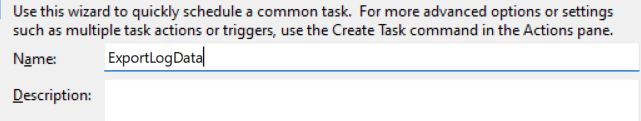 Use this wizard to quickly schedule a common task.  For more advanced options or settings
such as multiple task actions or triggers, use the Create Task command in the Actions pane.
Name: ExportLogData
Description: